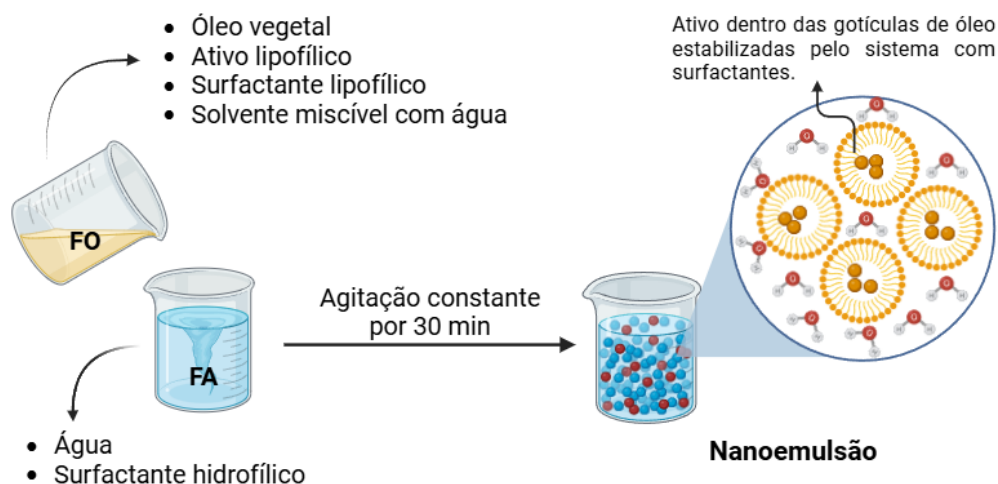 • Óleo vegetal
• Ativo lipofílico
• Surfactante lipofílico
• Solvente miscível com água
Ativo dentro das gotículas de óleo
estabilizadas pelo sistema com
surfactantes.
FO
FA
Agitação constante
por 30 min
• Água
• Surfactante hidrofílico
Nanoemulsão